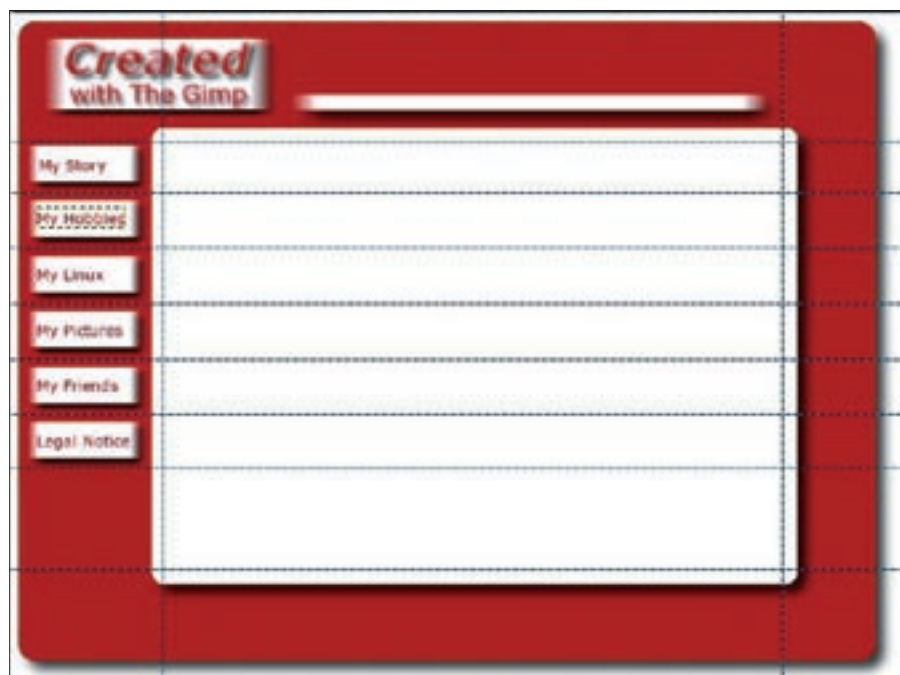 Created
with The Gimp
My Story
My Hobbies
My Linux
My Pictures
My Friends
Legal Notice